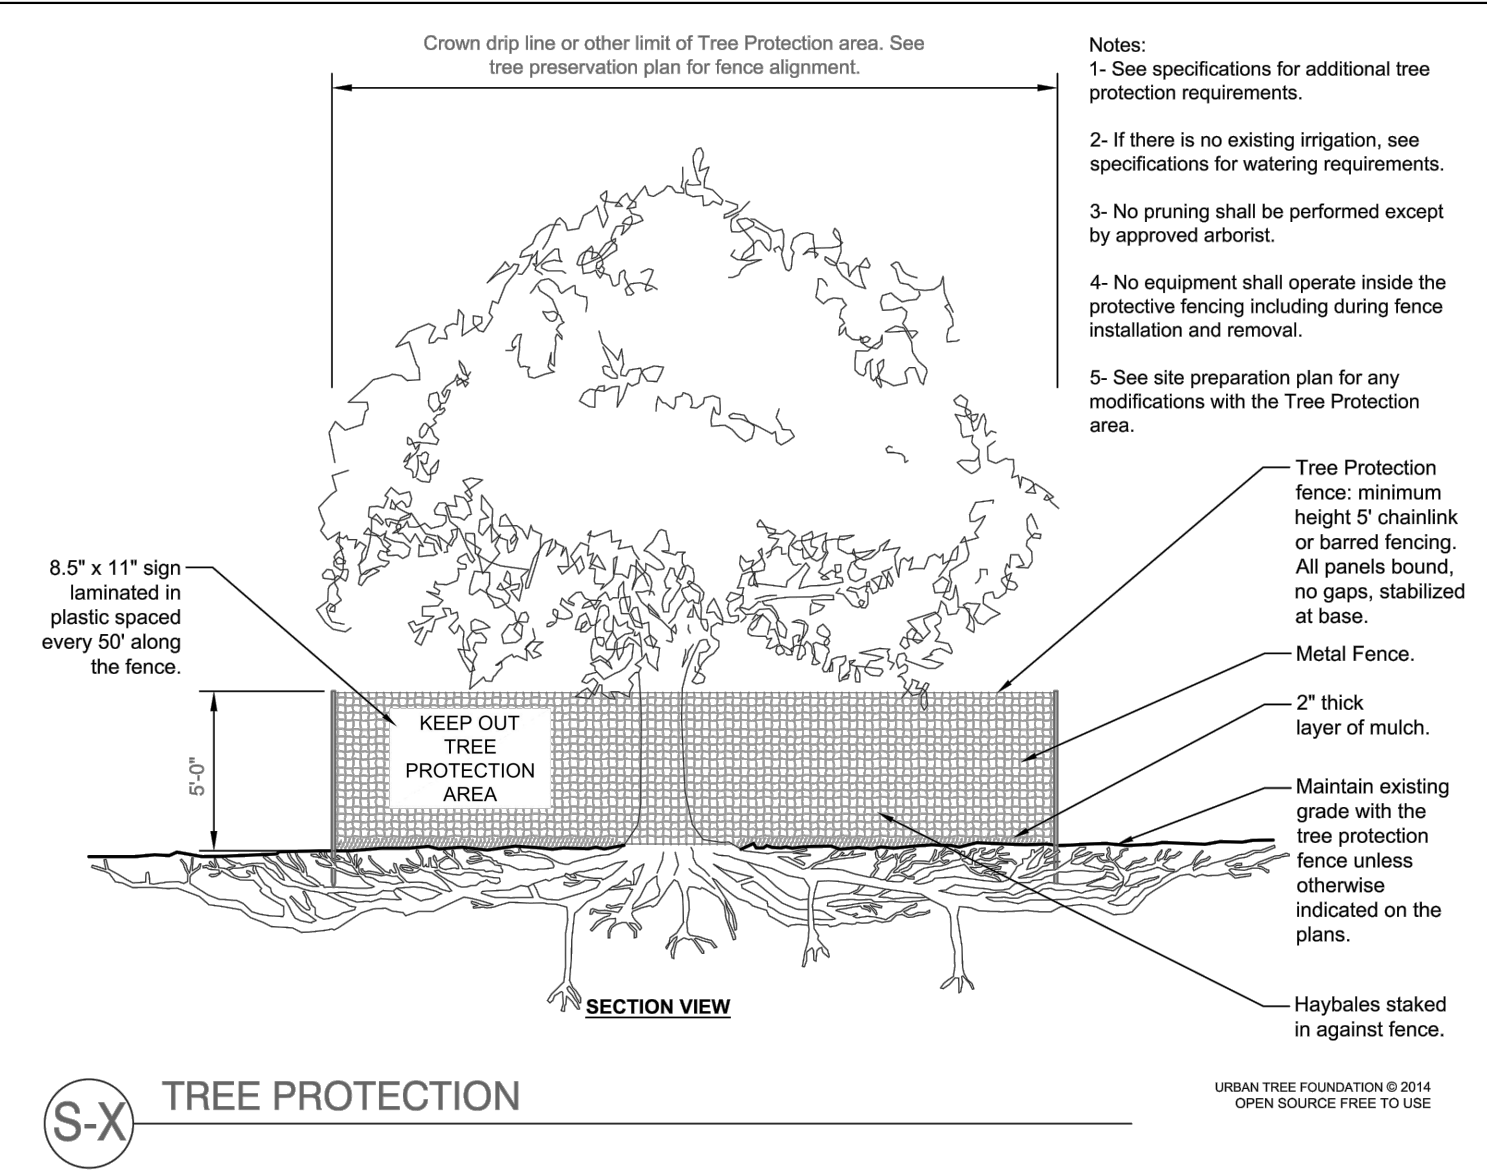 Crown drip line or other limit of Tree Protection area. See
tree preservation plan for fence alignment.
Notes:
1- See specifications for additional tree
protection requirements.
2- If there is no existing irrigation, see
specifications for watering requirements.
3- No pruning shall be performed except
by approved arborist.
4- No equipment shall operate inside the
protective fencing including during fence
installation and removal.
5- See site preparation plan for any
modifications with the Tree Protection
area.
Tree Protection
fence: minimum
height 5' chainlink
or barred fencing.
All panels bound,
no gaps, stabilized
at base.
Metal Fence.
2" thick
layer of mulch.
Maintain existing
grade with the
tree protection
fence unless
otherwise
indicated on the
plans.
Haybales staked
in against fence.
8.5" x 11" sign
laminated in
plastic spaced
every 50' along
the fence.
5'-0"
KEEP OUT
TREE
PROTECTION
AREA
SECTION VIEW
S-X
TREE PROTECTION
URBAN TREE FOUNDATION © 2014
OPEN SOURCE FREE TO USE